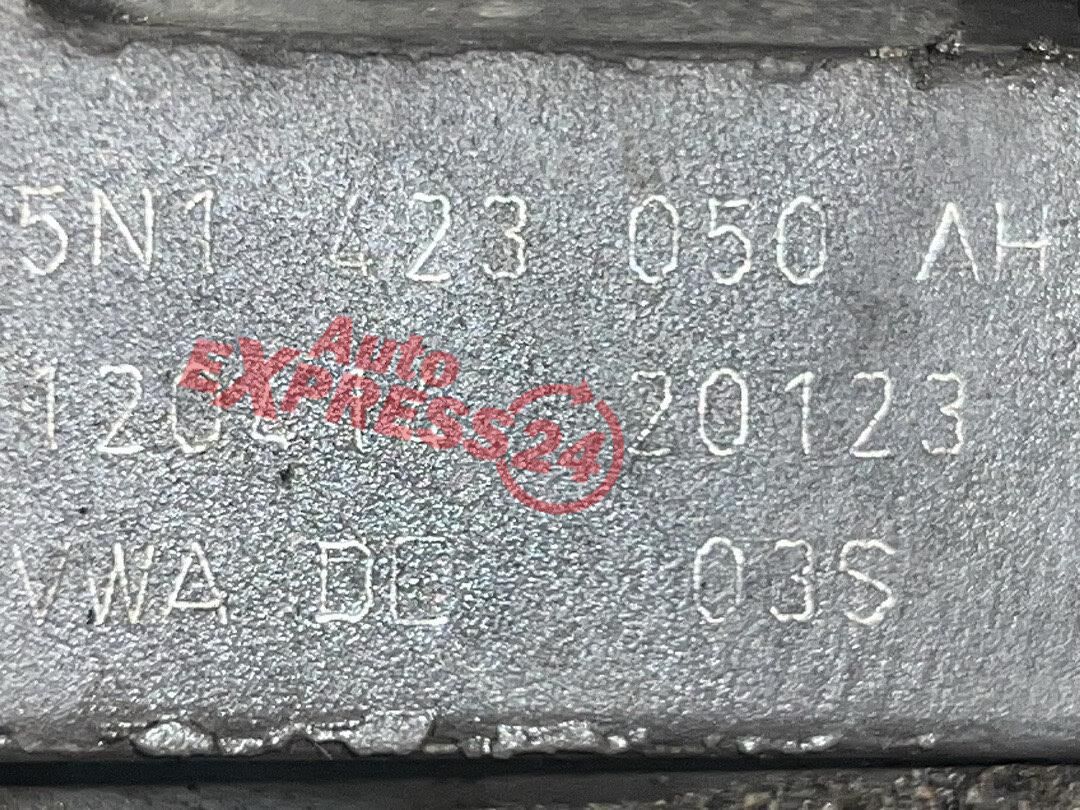 5N1 423 050 AH
20123
VWA DE 03S
Auto
EXPRESS24